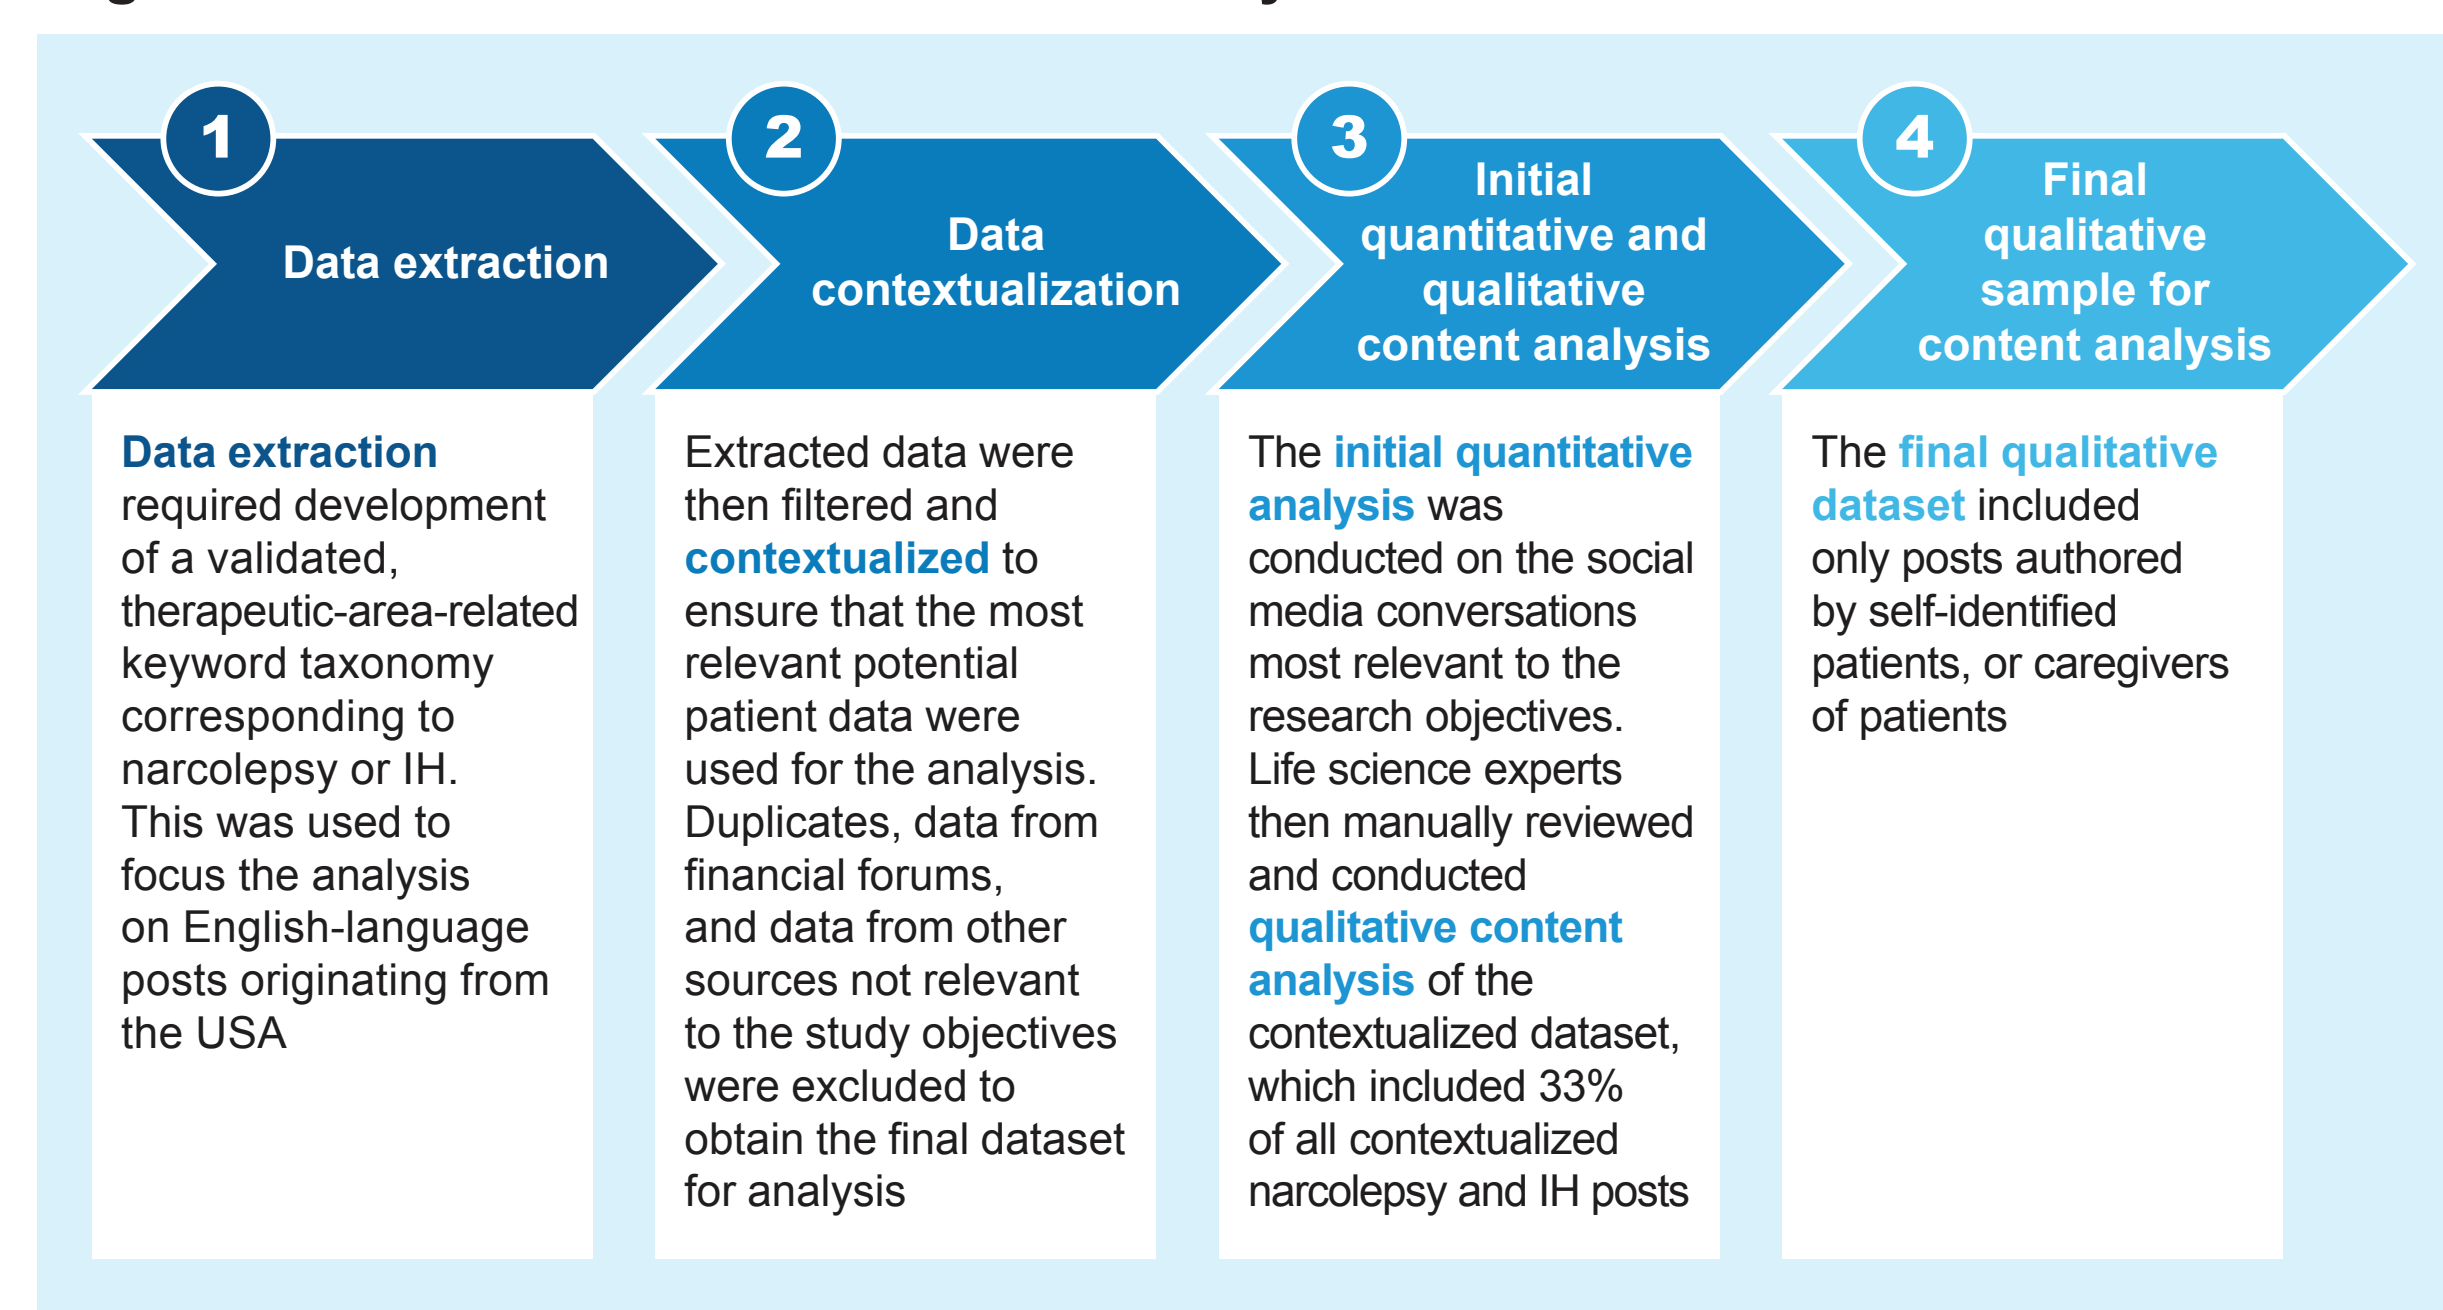 1
Data extraction
Data extraction
required development
of a validated,
therapeutic-area-related
keyword taxonomy
corresponding to
narcolepsy or IH.
This was used to
focus the analysis
on English-language
posts originating from
the USA
2
Data
contextualization
Extracted data were
then filtered and
contextualized to
ensure that the most
relevant potential
patient data were
used for the analysis.
Duplicates, data from
financial forums,
and data from other
sources not relevant
to the study objectives
were excluded to
obtain the final dataset
for analysis
3
Initial
quantitative and
qualitative
content analysis
The initial quantitative
analysis was
conducted on the social
media conversations
most relevant to the
research objectives.
Life science experts
then manually reviewed
and conducted
qualitative content
analysis of the
contextualized dataset,
which included 33%
of all contextualized
narcolepsy and IH posts
4
Final
qualitative
sample for
content analysis
The final qualitative
dataset included
only posts authored
by self-identified
patients, or caregivers
of patients